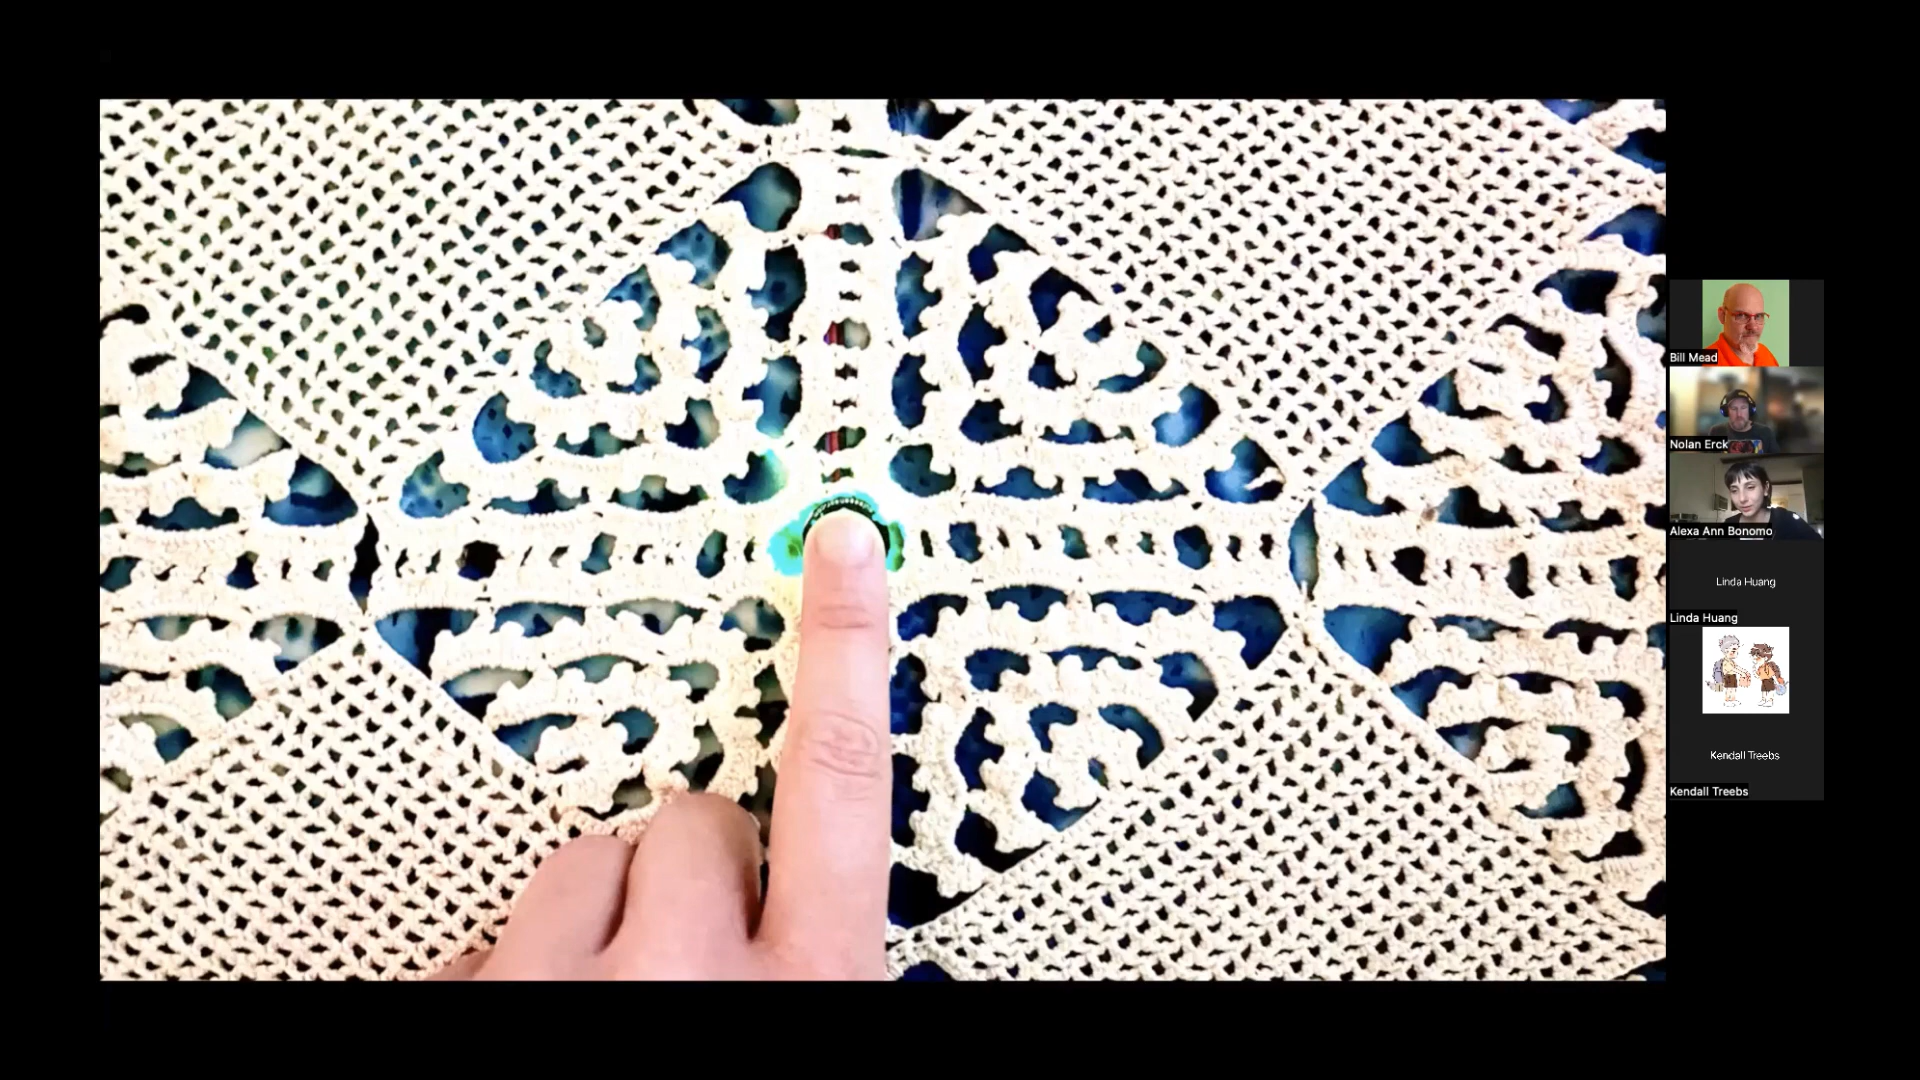 Bill Mead
Nolan Erck
Alexa Ann Bonomo
Linda Huang
Linda Huang
Kendall Treebs
Kendall Treebs